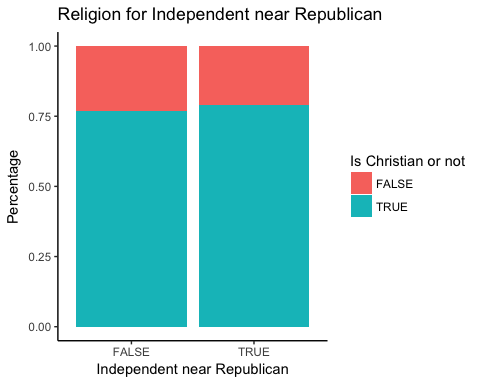 Religion for Independent near Republican
Percentage
1.00
0.75
0.50
0.25
0.00
FALSE TRUE
Independent near Republican
Is Christian or not
FALSE
TRUE